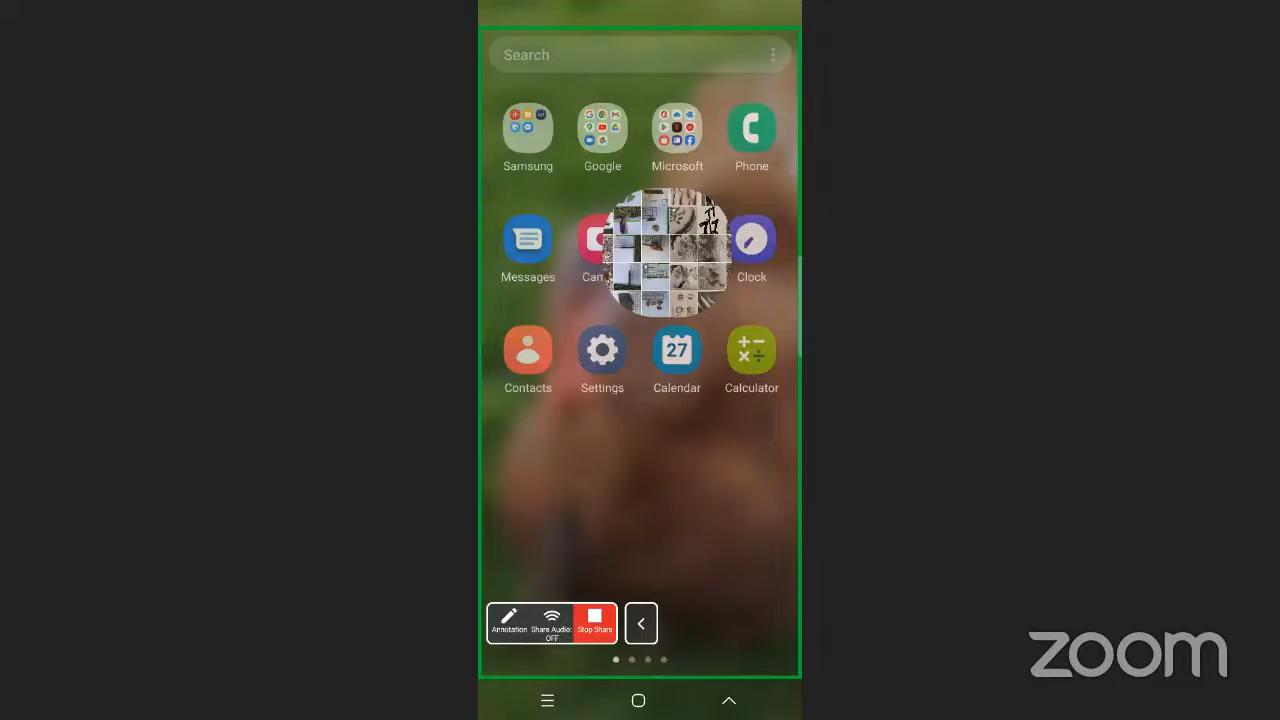 Search
Samsung Google Microsoft Phone
Messages Cam Clock
27
Contacts Settings Calendar Calculator
Annotation Share Audio: OFF Stop Share
zoom